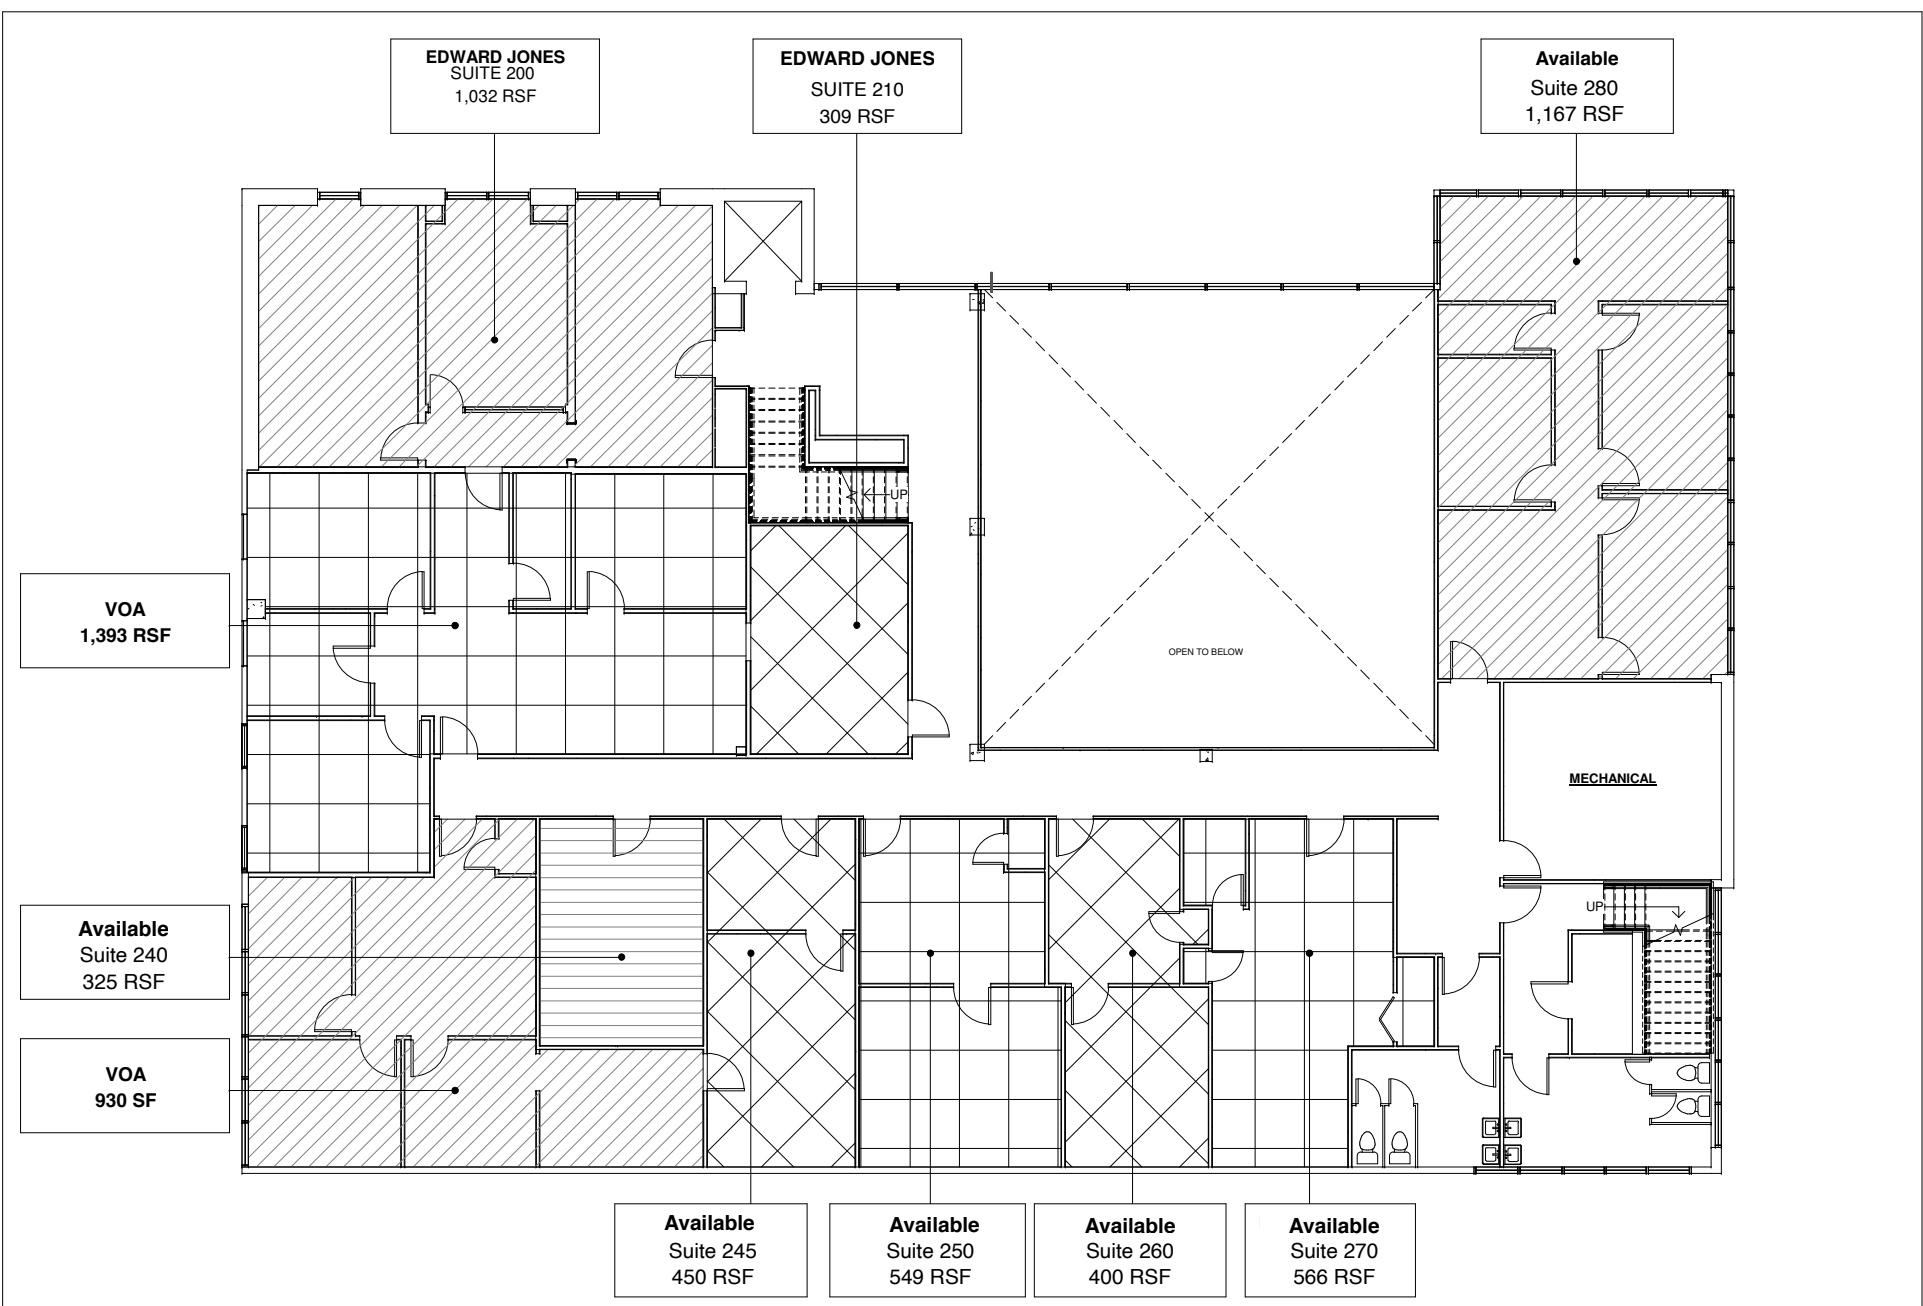 EDWARD JONES
SUITE 200
1,032 RSF
EDWARD JONES
SUITE 210
309 RSF
Available
Suite 280
1,167 RSF
UP
VOA
1,393 RSF
OPEN TO BELOW
MECHANICAL
Available
Suite 240
325 RSF
UP
VOA
930 SF
Available
Suite 245
450 RSF
Available
Suite 250
549 RSF
Available
Suite 260
400 RSF
Available
Suite 270
566 RSF